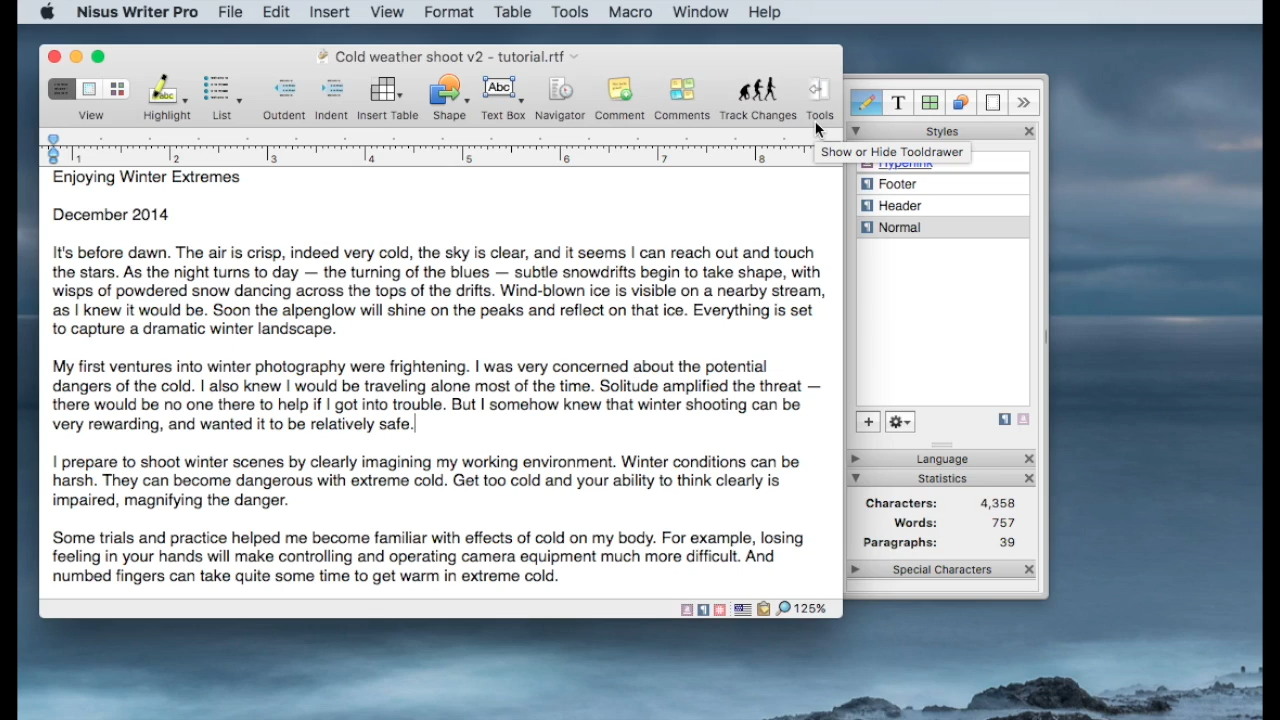 Nisus Writer Pro File Edit Insert View Format Table Tools Macro Window Help
Cold weather shoot v2 - tutorial.rtf
abc Abc
View Highlight List Outdent Indent Insert Table Shape Text Box Navigator Comment Comments Track Changes Tools
T
Styles
Show or Hide Tooldrawer
1 2 3 4 5 6 7 8
Hyperlink
Footer
Header
Normal
Enjoying Winter Extremes
December 2014
It's before dawn. The air is crisp, indeed very cold, the sky is clear, and it seems I can reach out and touch
the stars. As the night turns to day — the turning of the blues — subtle snowdrifts begin to take shape, with
wisps of powdered snow dancing across the tops of the drifts. Wind-blown ice is visible on a nearby stream,
as I knew it would be. Soon the alpenglow will shine on the peaks and reflect on that ice. Everything is set
to capture a dramatic winter landscape.
My first ventures into winter photography were frightening. I was very concerned about the potential
dangers of the cold. I also knew I would be traveling alone most of the time. Solitude amplified the threat —
there would be no one there to help if I got into trouble. But I somehow knew that winter shooting can be
very rewarding, and wanted it to be relatively safe.
I prepare to shoot winter scenes by clearly imagining my working environment. Winter conditions can be
harsh. They can become dangerous with extreme cold. Get too cold and your ability to think clearly is
impaired, magnifying the danger.
Some trials and practice helped me become familiar with effects of cold on my body. For example, losing
feeling in your hands will make controlling and operating camera equipment much more difficult. And
numbed fingers can take quite some time to get warm in extreme cold.
Language
Statistics
Characters: 4,358
Words: 757
Paragraphs: 39
Special Characters
125%